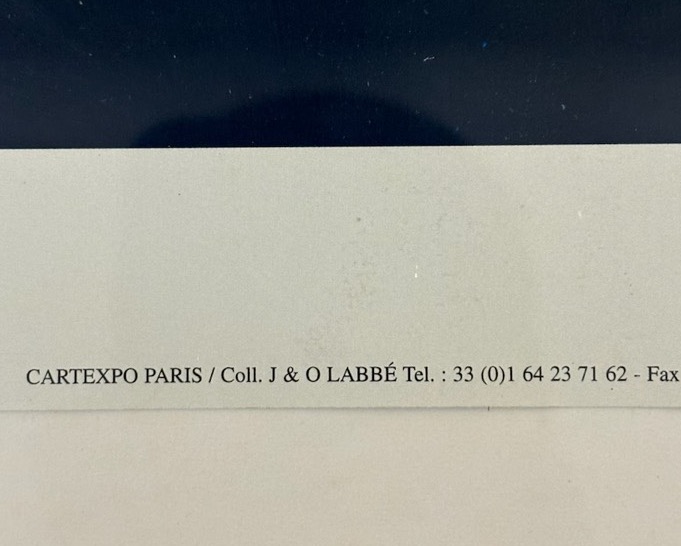 CARTEXPO PARIS / Coll. J & O LABBÉ Tel. : 33 (0)1 64 23 71 62 - Fax